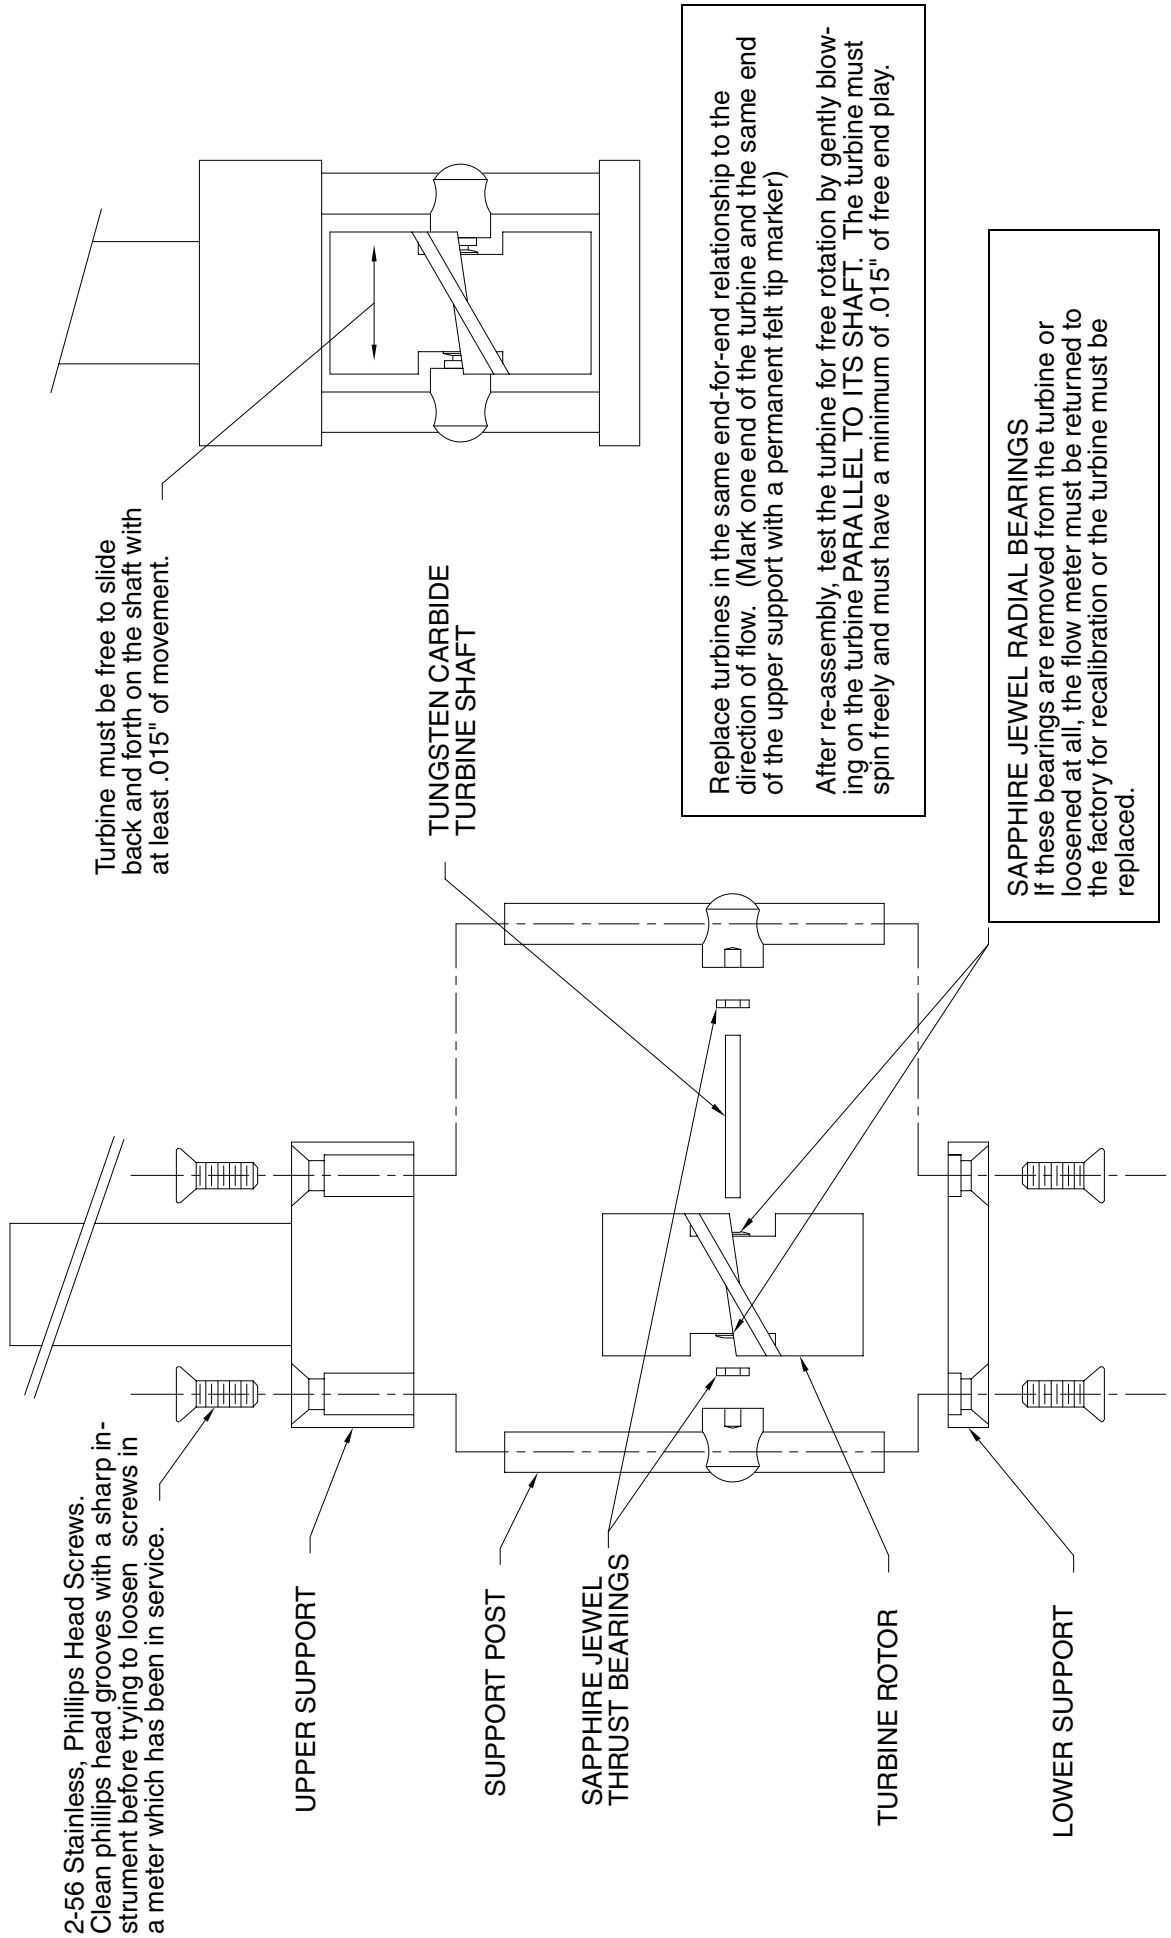 2-56 Stainless, Phillips Head Screws.
Clean phillips head grooves with a sharp in-
strument before trying to loosen  screws in
a meter which has been in service.
UPPER SUPPORT
SUPPORT POST
SAPPHIRE JEWEL
THRUST BEARINGS
TURBINE ROTOR
LOWER SUPPORT
Turbine  must be free to slide
back and forth on the shaft with
at least .015" of movement.
TUNGSTEN CARBIDE
TURBINE SHAFT
Replace turbines in the same end-for-end relationship to the
direction of flow.  (Mark one end of the turbine and the same end
of the upper support with a permanent felt tip marker)
After re-assembly, test the turbine for free rotation by gently blow-
ing on the turbine PARALLEL TO ITS SHAFT.  The turbine must
spin freely and must have a minimum of .015" of free end play.
SAPPHIRE JEWEL RADIAL BEARINGS
If these bearings are removed from the turbine or
loosened at all, the flow meter must be returned to
the factory for recalibration or the turbine must be
replaced.